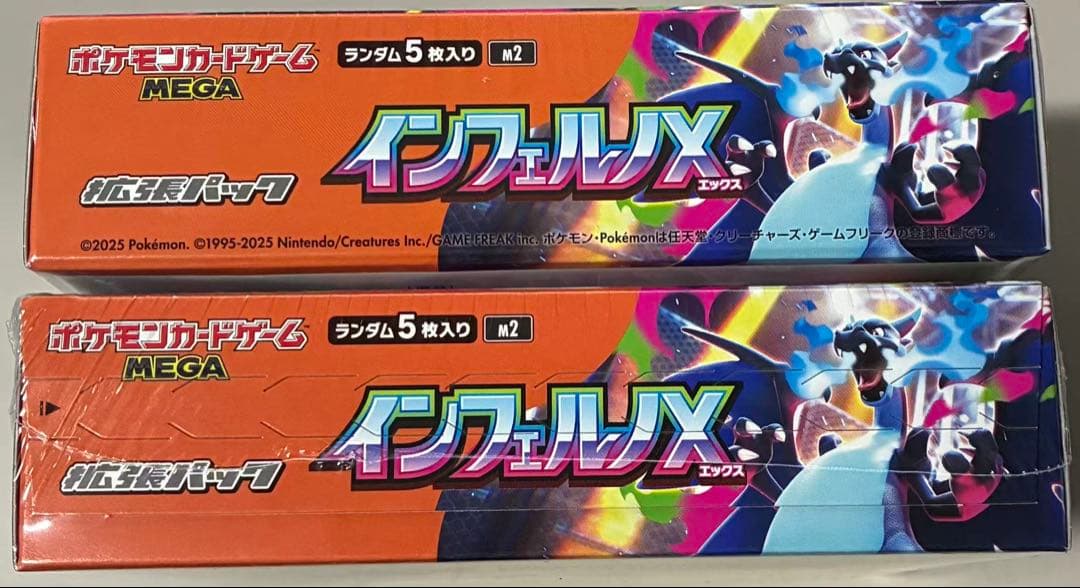 ポケモンカードゲーム
MEGA
ランダム5枚入り
M2
インフェルノX
エックス
拡張パック
©2025 Pokémon. ©1995-2025 Nintendo/Creatures Inc./GAME FREAK inc. ポケモン・Pokémonは任天堂・クリーチャーズ・ゲームフリークの登録商標です。
ポケモンカードゲーム
MEGA
ランダム5枚入り
M2
インフェルノX
エックス
拡張パック